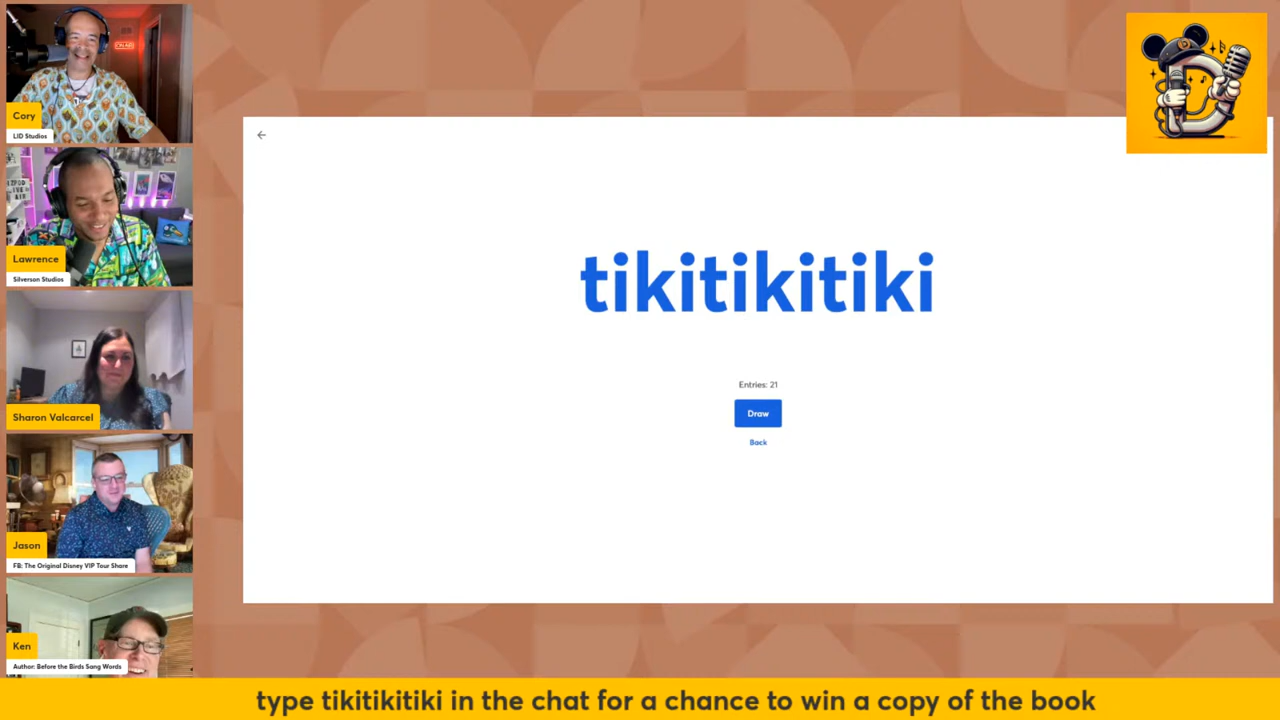 ON AIR
Cory
LID Studios
Lawrence
Silverson Studios
Sharon Valcarcel
Jason
FB: The Original Disney VIP Tour Share
Ken
Author: Before the Birds Sang Words
tikitikitiki
Entries: 21
Draw
Back
type tikitikitiki in the chat for a chance to win a copy of the book